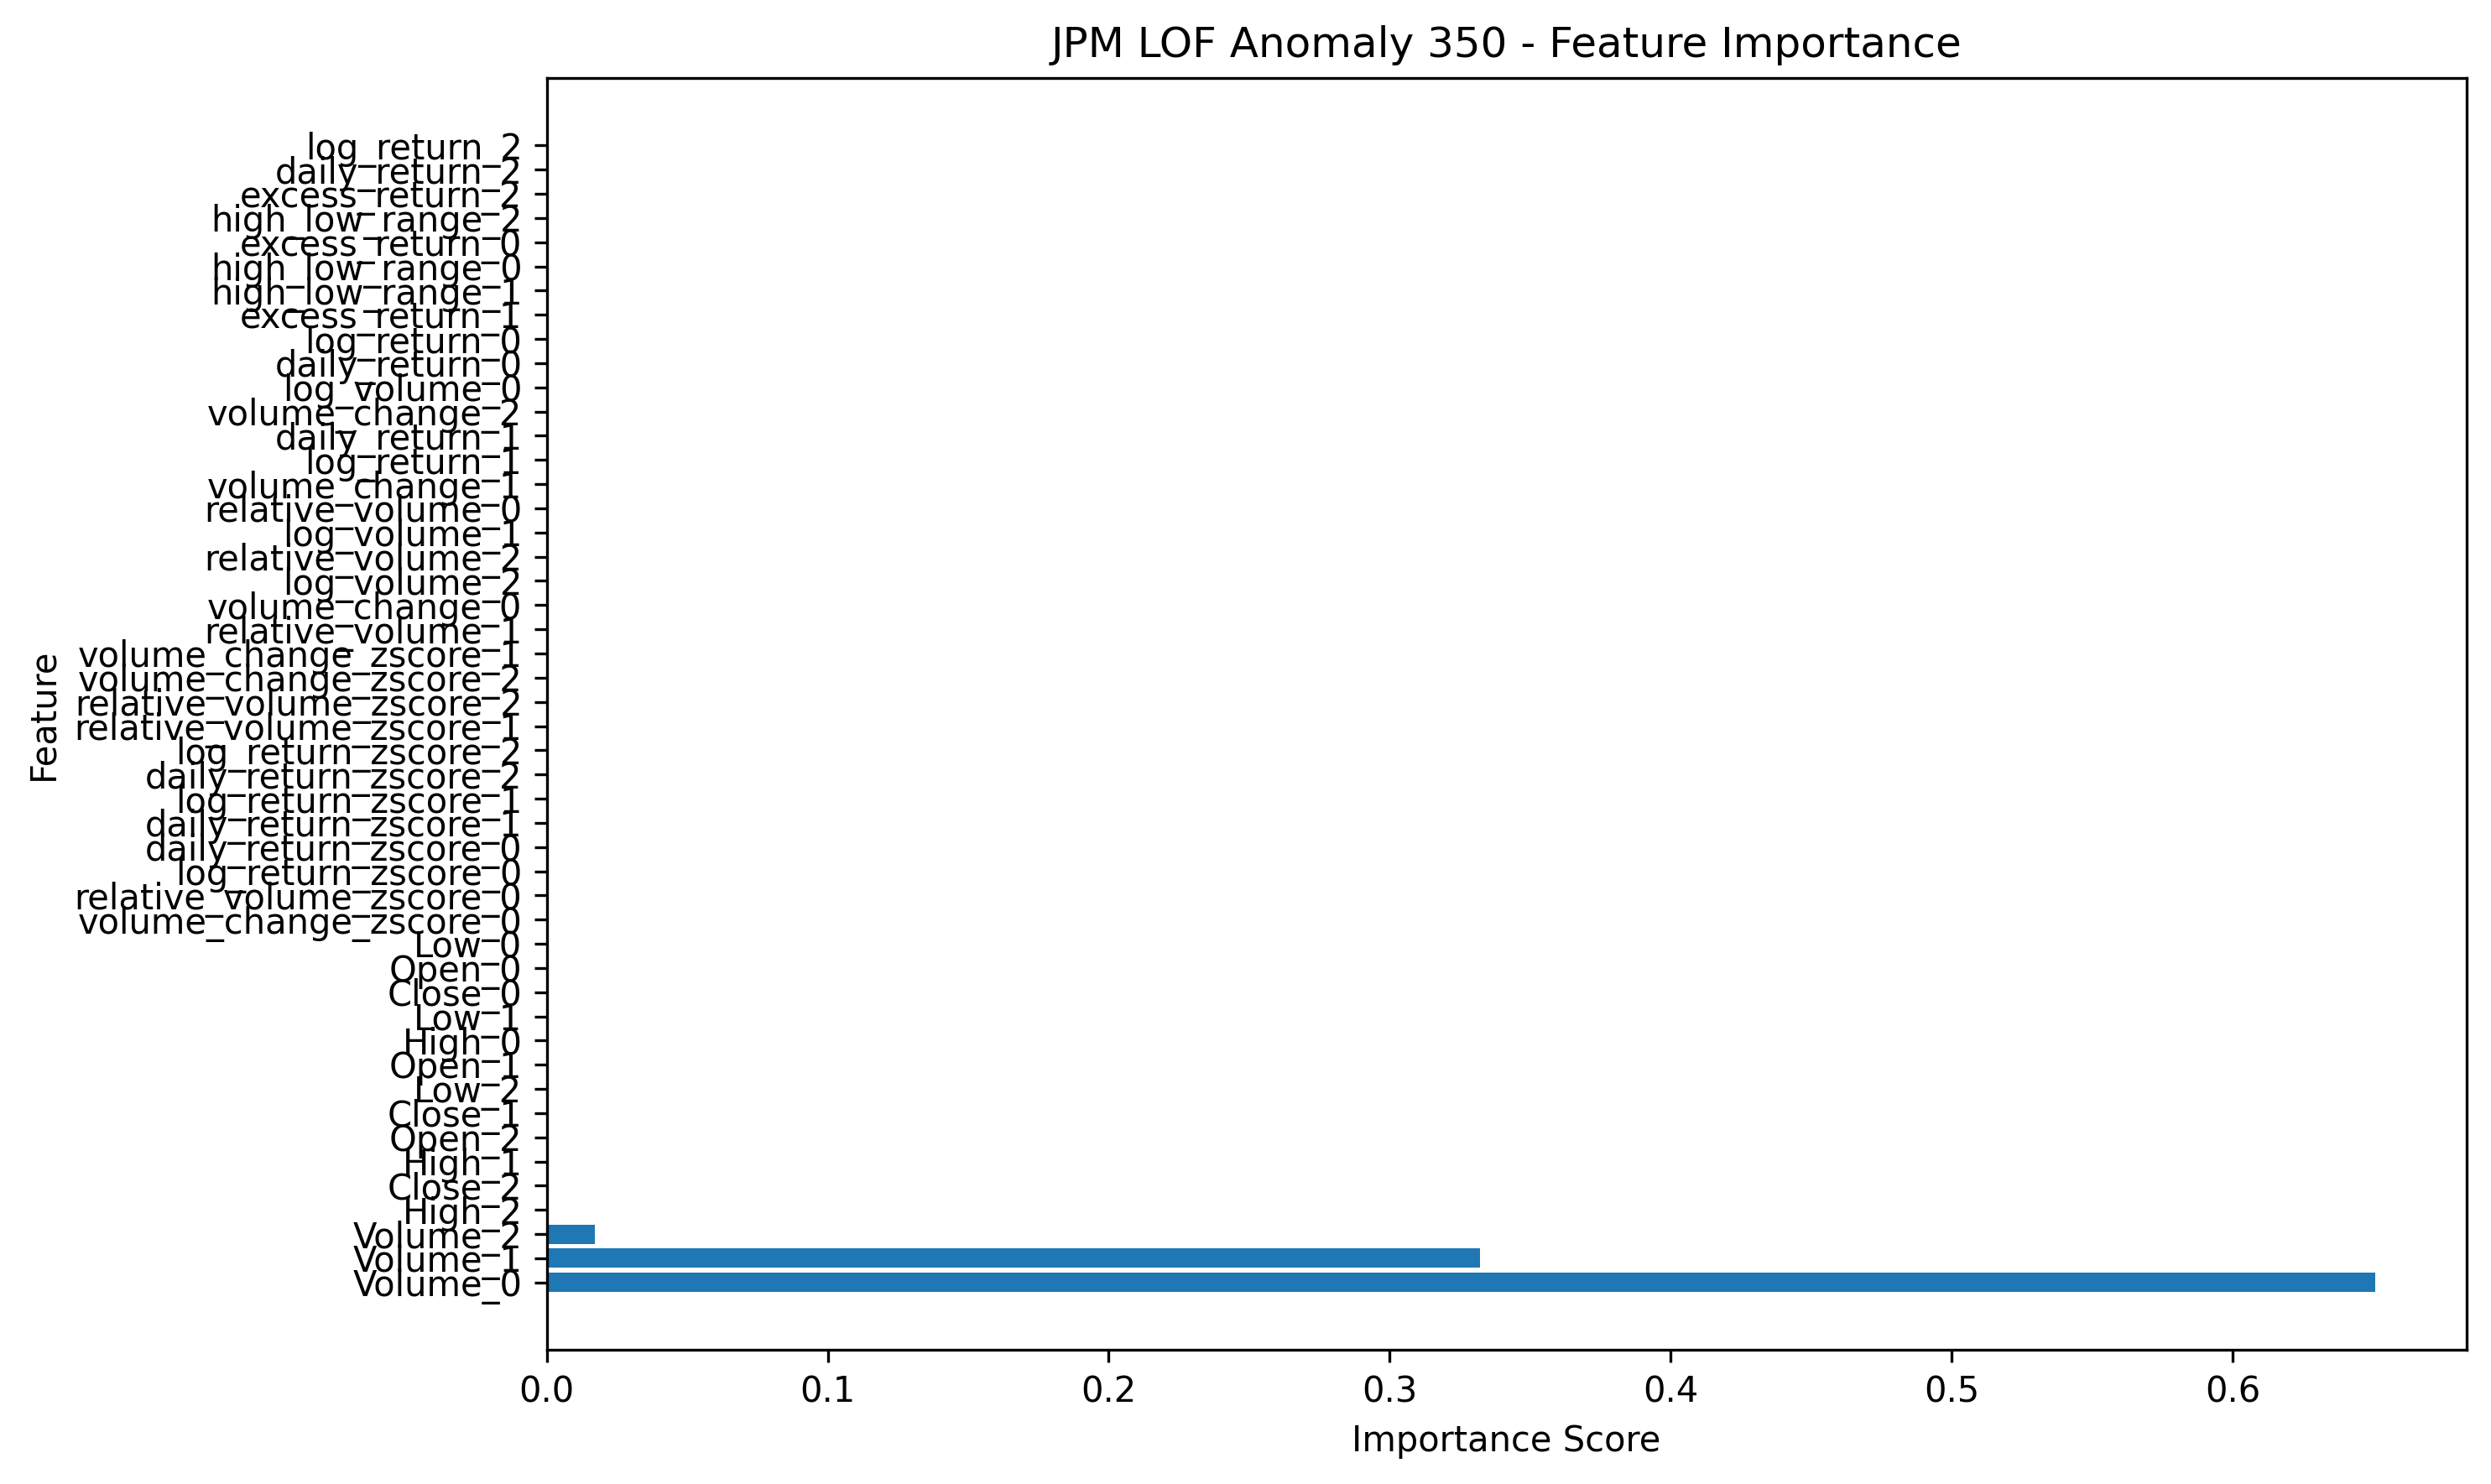 JPM LOF Anomaly 350 - Feature Importance
log_return_2
daily_return_2
excess_return_2
high_low_range_2
excess_return_0
high_low_range_0
high_low_range_1
excess_return_1
log_return_0
daily_return_0
log_volume_0
volume_change_2
daily_return_1
log_return_1
volume_change_1
relative_volume_0
log_volume_1
relative_volume_2
log_volume_2
volume_change_0
relative_volume_1
volume_change_zscore_1
volume_change_zscore_2
relative_volume_zscore_2
relative_volume_zscore_1
log_return_zscore_2
daily_return_zscore_2
log_return_zscore_1
daily_return_zscore_1
daily_return_zscore_0
log_return_zscore_0
relative_volume_zscore_0
volume_change_zscore_0
Low_0
Open_0
Close_0
Low_1
High_0
Open_1
Low_2
Close_1
Open_2
High_1
Close_2
High_2
Volume_2
Volume_1
Volume_0
Feature
0.0 0.1 0.2 0.3 0.4 0.5 0.6
Importance Score